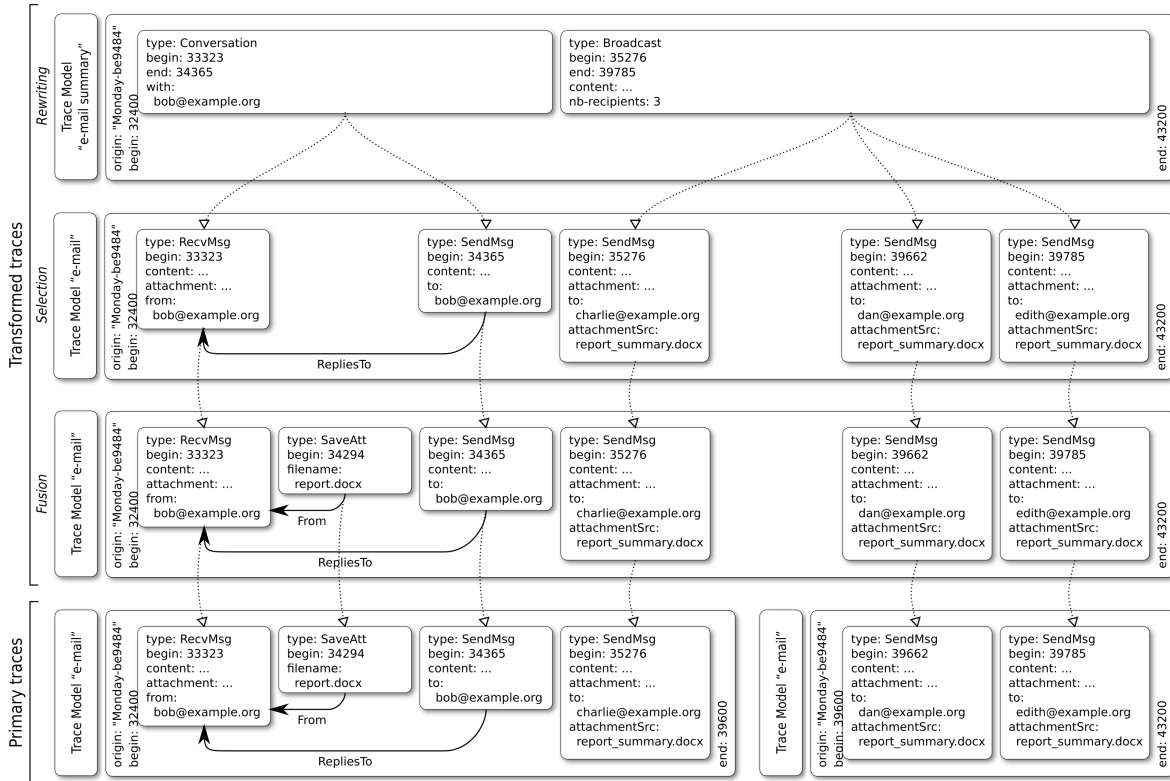 Transformed traces
Rewriting
Trace Model
“e-mail summary”
origin: "Monday-be9484"
begin: 32400
type: Conversation
begin: 33323
end: 34365
with:
bob@example.org
type: Broadcast
begin: 35276
end: 39785
content: ...
nb-recipients: 3
end: 43200
Selection
Trace Model “e-mail”
origin: "Monday-be9484"
begin: 32400
type: RecvMsg
begin: 33323
content: ...
attachment: ...
from:
bob@example.org
type: SendMsg
begin: 34365
content: ...
to:
bob@example.org
RepliesTo
type: SendMsg
begin: 35276
content: ...
attachment: ...
to:
charlie@example.org
attachmentSrc:
report_summary.docx
type: SendMsg
begin: 39662
content: ...
attachment: ...
to:
dan@example.org
attachmentSrc:
report_summary.docx
type: SendMsg
begin: 39785
content: ...
attachment: ...
to:
edith@example.org
attachmentSrc:
report_summary.docx
end: 43200
Fusion
Trace Model “e-mail”
origin: "Monday-be9484"
begin: 32400
type: RecvMsg
begin: 33323
content: ...
attachment: ...
from:
bob@example.org
type: SaveAtt
begin: 34294
filename:
report.docx
From
type: SendMsg
begin: 34365
content: ...
to:
bob@example.org
RepliesTo
type: SendMsg
begin: 35276
content: ...
attachment: ...
to:
charlie@example.org
attachmentSrc:
report_summary.docx
type: SendMsg
begin: 39662
content: ...
attachment: ...
to:
dan@example.org
attachmentSrc:
report_summary.docx
type: SendMsg
begin: 39785
content: ...
attachment: ...
to:
edith@example.org
attachmentSrc:
report_summary.docx
end: 43200
Primary traces
Trace Model “e-mail”
origin: "Monday-be9484"
begin: 32400
type: RecvMsg
begin: 33323
content: ...
attachment: ...
from:
bob@example.org
type: SaveAtt
begin: 34294
filename:
report.docx
From
type: SendMsg
begin: 34365
content: ...
to:
bob@example.org
RepliesTo
type: SendMsg
begin: 35276
content: ...
attachment: ...
to:
charlie@example.org
attachmentSrc:
report_summary.docx
end: 39600
Trace Model “e-mail”
origin: "Monday-be9484"
begin: 39600
type: SendMsg
begin: 39662
content: ...
attachment: ...
to:
dan@example.org
attachmentSrc:
report_summary.docx
type: SendMsg
begin: 39785
content: ...
attachment: ...
to:
edith@example.org
attachmentSrc:
report_summary.docx
end: 43200